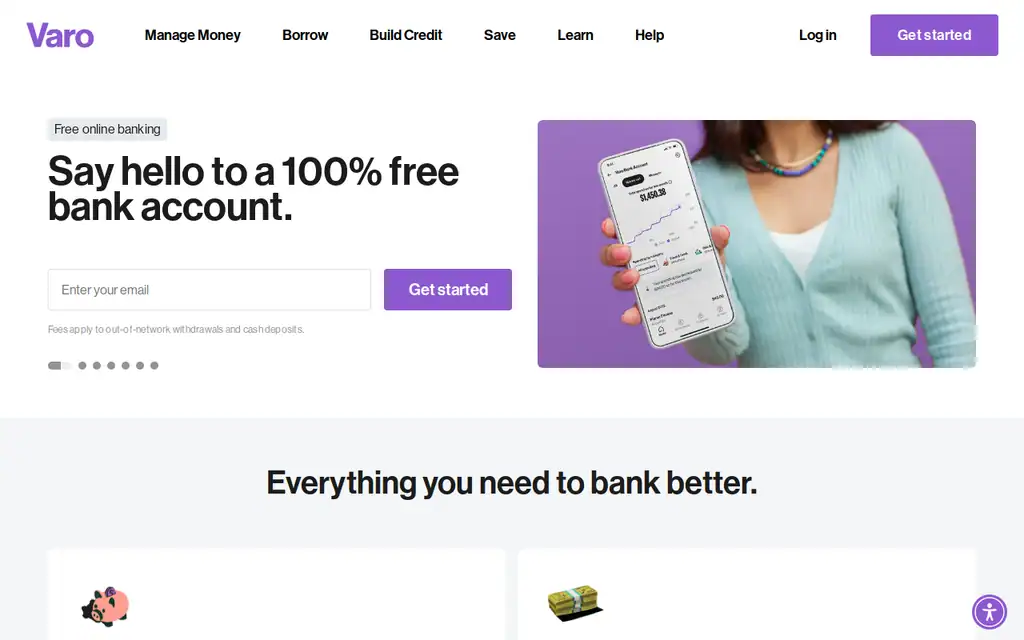 Varo
Manage Money
Borrow
Build Credit
Save
Learn
Help
Log in
Get started
Free online banking
Say hello to a 100% free
bank account.
Enter your email
Get started
Fees apply to out-of-network withdrawals and cash deposits.
$1,450.38
Everything you need to bank better.